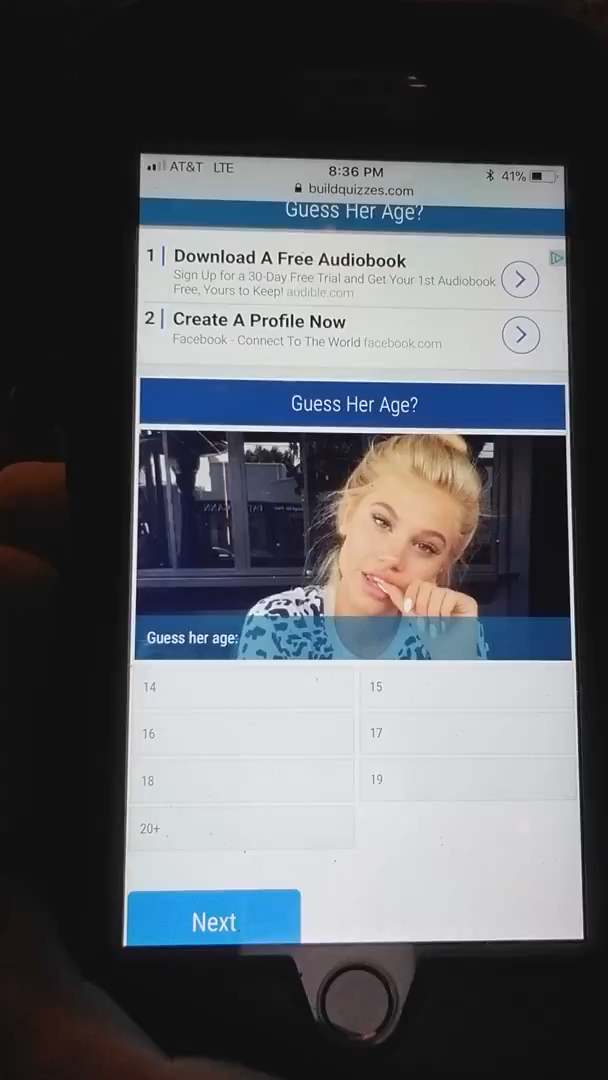 AT&T LTE 8:36 PM 41%
buildquizzes.com
Guess Her Age?
1 Download A Free Audiobook
Sign Up for a 30-Day Free Trial and Get Your 1st Audiobook
Free, Yours to Keep! audible.com
2 Create A Profile Now
Facebook - Connect To The World facebook.com
Guess Her Age?
Guess her age:
14 15
16 17
18 19
20+
Next